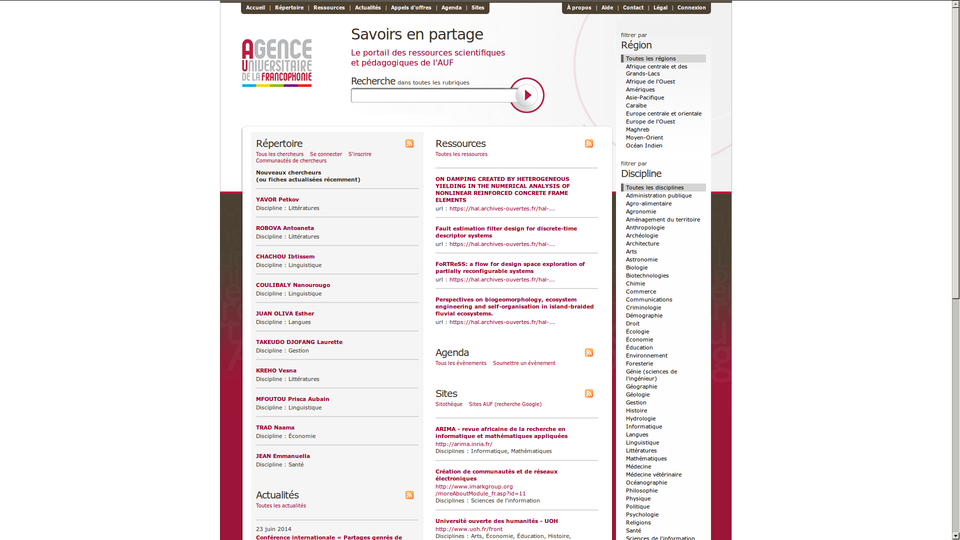 Accueil | Répertoire | Ressources | Actualités | Appels d'offres | Agenda | Sites
À propos | Aide | Contact | Légal | Connexion
AGENCE
UNIVERSITAIRE
DE LA FRANCOPHONIE
Savoirs en partage
Le portail des ressources scientifiques
et pédagogiques de l'AUF
Recherche dans toutes les rubriques
Répertoire
Tous les chercheurs Se connecter S'inscrire
Communautés de chercheurs
Nouveaux chercheurs
(ou fiches actualisées récemment)
YAVOR Petkov
Discipline : Littératures
ROBOVA Antoaneta
Discipline : Littératures
CHACHOU Ibtissem
Discipline : Linguistique
COULIBALY Nanourougo
Discipline : Linguistique
JUAN OLIVA Esther
Discipline : Langues
TAKEUDO DJOFANG Laurette
Discipline : Gestion
KREHO Vesna
Discipline : Littératures
MFOUTOU Prisca Aubain
Discipline : Linguistique
TRAD Naama
Discipline : Économie
JEAN Emmanuella
Discipline : Santé
Actualités
Toutes les actualités
23 juin 2014
Conférence internationale « Partages genrés de
Ressources
Toutes les ressources
ON DAMPING CREATED BY HETEROGENEOUS
YIELDING IN THE NUMERICAL ANALYSIS OF
NONLINEAR REINFORCED CONCRETE FRAME
ELEMENTS
url : https://hal.archives-ouvertes.fr/hal-...
Fault estimation filter design for discrete-time
descriptor systems
url : https://hal.archives-ouvertes.fr/hal-...
FoRTReSS: a flow for design space exploration of
partially reconfigurable systems
url : https://hal.archives-ouvertes.fr/hal-...
Perspectives on biogeomorphology, ecosystem
engineering and self-organisation in island-braided
fluvial ecosystems.
url : https://hal.archives-ouvertes.fr/hal-...
Agenda
Tous les évènements Soumettre un évènement
Sites
Sitothèque Sites AUF (recherche Google)
ARIMA - revue africaine de la recherche en
informatique et mathématiques appliquées
http://arima.inria.fr/
Disciplines : Informatique, Mathématiques
Création de communautés et de réseaux
électroniques
http://www.imarkgroup.org
/moreAboutModule_fr.asp?id=11
Disciplines : Sciences de l'information
Université ouverte des humanités - UOH
http://www.uoh.fr/front
Disciplines : Arts, Économie, Éducation, Histoire,
filtrer par
Région
Toutes les régions
Afrique centrale et des
Grands-Lacs
Afrique de l'Ouest
Amériques
Asie-Pacifique
Caraïbe
Europe centrale et orientale
Europe de l'Ouest
Maghreb
Moyen-Orient
Océan Indien
filtrer par
Discipline
Toutes les disciplines
Administration publique
Agro-alimentaire
Agronomie
Aménagement du territoire
Anthropologie
Archéologie
Architecture
Arts
Astronomie
Biologie
Biotechnologies
Chimie
Commerce
Communications
Criminologie
Démographie
Droit
Écologie
Économie
Éducation
Environnement
Foresterie
Génie (sciences de
l'ingénieur)
Géographie
Géologie
Gestion
Histoire
Hydrologie
Informatique
Langues
Linguistique
Littératures
Mathématiques
Médecine
Médecine vétérinaire
Océanographie
Philosophie
Physique
Politique
Psychologie
Religions
Santé
Sciences de l'information